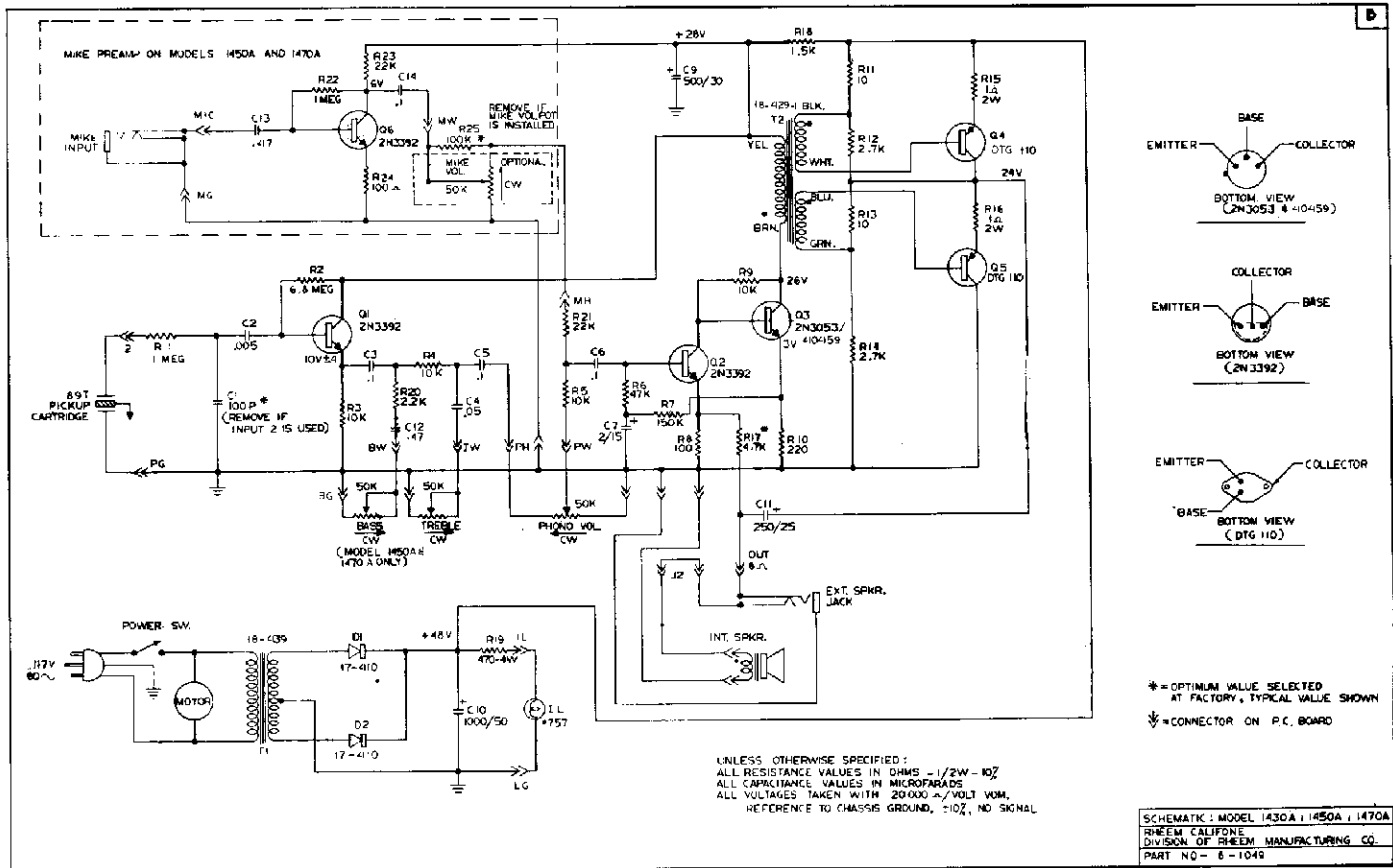 B
MIKE PREAMP ON MODELS 1450A AND 1470A
R23
22K
6V
C14
.1
R22
1 MEG
MIC
C13
.47
MIKE
INPUT
Q6
2N3392
MW
REMOVE IF
MIKE VOL.POT
IS INSTALLED
R25
100K *
R24
100 Ω
MIKE
VOL.
50K
OPTIONAL
CW
MG
+28V
C9
500/30
R18
1.5K
R11
10
R15
1Ω
2W
18-429-1
BLK.
T2
YEL
WHT.
R12
2.7K
Q4
DTG 110
24V
BLU.
R13
10
R16
1Ω
2W
BRN.
GRN.
Q5
DTG 110
R14
2.7K
BASE
EMITTER
COLLECTOR
BOTTOM VIEW
(2N3053 & 40459)
COLLECTOR
EMITTER
BASE
BOTTOM VIEW
(2N3392)
EMITTER
COLLECTOR
BASE
BOTTOM VIEW
(DTG 110)
R2
6.8 MEG
Q1
2N3392
10V±4
2
R1
1 MEG
C2
.005
89T
PICKUP
CARTRIDGE
C1
100P *
(REMOVE IF
INPUT 2 IS USED)
PG
R3
10K
C3
.1
R20
2.2K
C12
.47
R4
10K
C4
.05
C5
.1
BW
TW
PH
PW
MH
R21
22K
R5
10K
C6
.1
R6
47K
C7
2/15
R7
150K
Q2
2N3392
R9
10K
26V
Q3
2N3053/
40459
3V
R8
100
R17 *
4.7K
R10
220
BG
50K
BASS
CW
(MODEL 1450A &
1470 A ONLY)
50K
TREBLE
CW
50K
PHONO VOL.
CW
C11
250/25
J2
OUT
8Ω
EXT. SPKR.
JACK
INT. SPKR.
POWER SW.
117V
60~
MOTOR
18-439
T1
D1
17-410
D2
17-410
+48V
R19
470-4W
IL
C10
1000/50
I L
#757
LG
* = OPTIMUM VALUE SELECTED
AT FACTORY, TYPICAL VALUE SHOWN
= CONNECTOR ON P.C. BOARD
UNLESS OTHERWISE SPECIFIED:
ALL RESISTANCE VALUES IN OHMS - 1/2W - 10%
ALL CAPACITANCE VALUES IN MICROFARADS
ALL VOLTAGES TAKEN WITH 20000 Ω/VOLT VOM,
REFERENCE TO CHASSIS GROUND, ±10%, NO SIGNAL
SCHEMATIC: MODEL 1430A; 1450A; 1470A
RHEEM CALIFONE
DIVISION OF RHEEM MANUFACTURING CO.
PART NO- 6-1049